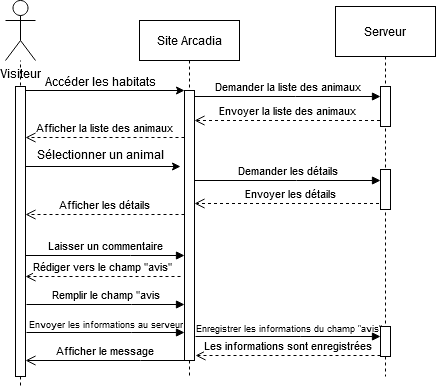 Site Arcadia
Serveur
Visiteur
Accéder les habitats
Demander la liste des animaux
Envoyer la liste des animaux
Afficher la liste des animaux
Sélectionner un animal
Demander les détails
Envoyer les détails
Afficher les détails
Laisser un commentaire
Rédiger vers le champ "avis"
Remplir le champ "avis
Envoyer les informations au serveur
Enregistrer les informations du champ "avis"
Les informations sont enregistrées
Afficher le message